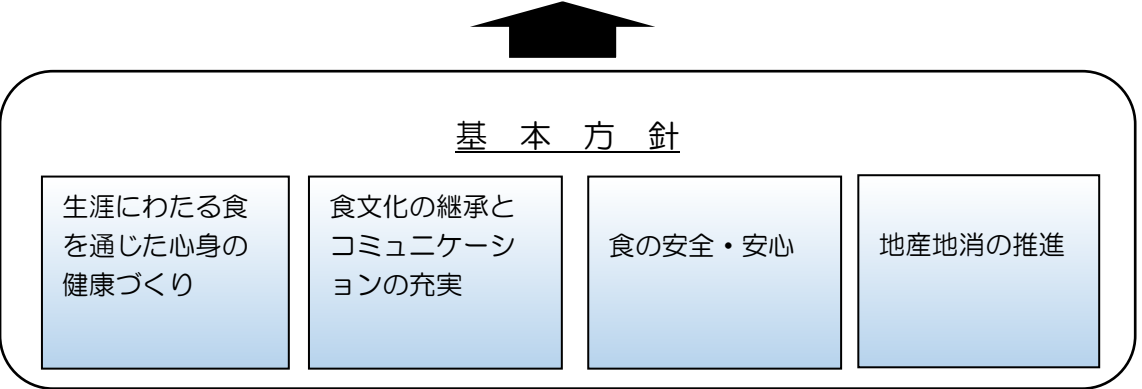 基 本 方 針
生涯にわたる食
を通じた心身の
健康づくり
食文化の継承と
コミュニケーシ
ョンの充実
食の安全・安心
地産地消の推進